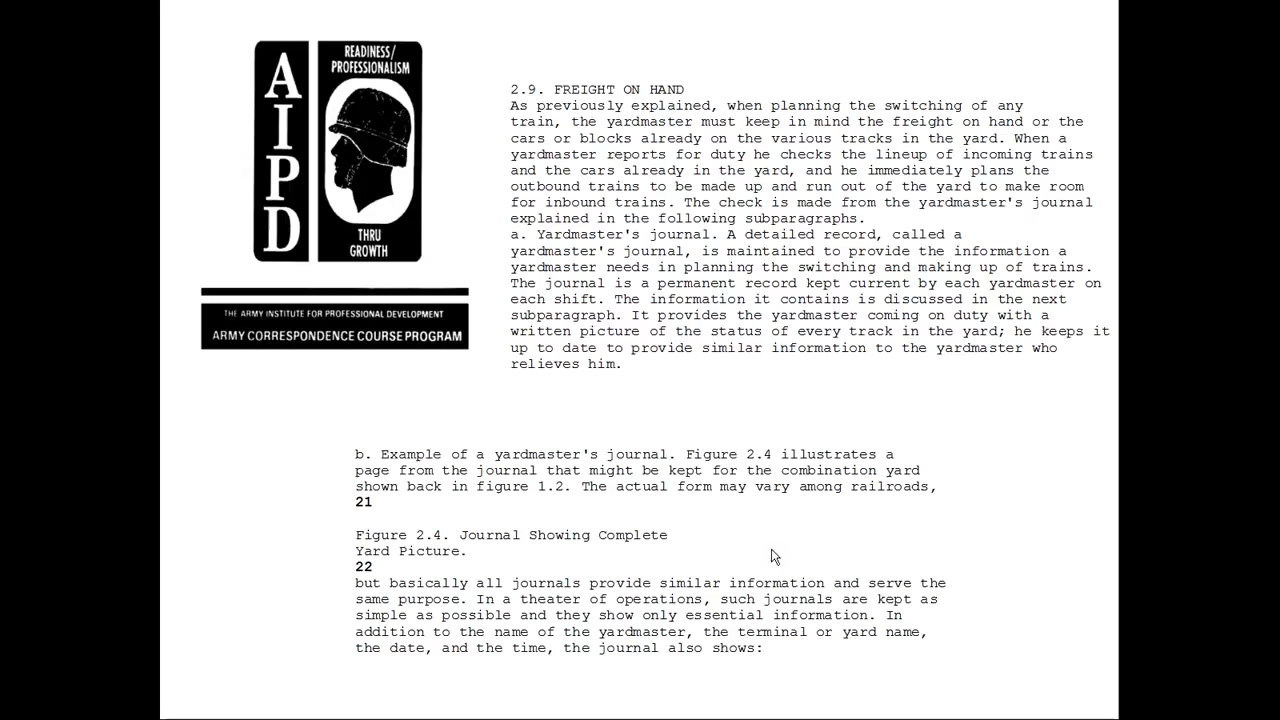 A
I
P
D
READINESS/
PROFESSIONALISM
THRU
GROWTH
THE ARMY INSTITUTE FOR PROFESSIONAL DEVELOPMENT
ARMY CORRESPONDENCE COURSE PROGRAM
2.9. FREIGHT ON HAND
As previously explained, when planning the switching of any
train, the yardmaster must keep in mind the freight on hand or the
cars or blocks already on the various tracks in the yard. When a
yardmaster reports for duty he checks the lineup of incoming trains
and the cars already in the yard, and he immediately plans the
outbound trains to be made up and run out of the yard to make room
for inbound trains. The check is made from the yardmaster's journal
explained in the following subparagraphs.
a. Yardmaster's journal. A detailed record, called a
yardmaster's journal, is maintained to provide the information a
yardmaster needs in planning the switching and making up of trains.
The journal is a permanent record kept current by each yardmaster on
each shift. The information it contains is discussed in the next
subparagraph. It provides the yardmaster coming on duty with a
written picture of the status of every track in the yard; he keeps it
up to date to provide similar information to the yardmaster who
relieves him.
b. Example of a yardmaster's journal. Figure 2.4 illustrates a
page from the journal that might be kept for the combination yard
shown back in figure 1.2. The actual form may vary among railroads,
21
Figure 2.4. Journal Showing Complete
Yard Picture.
22
but basically all journals provide similar information and serve the
same purpose. In a theater of operations, such journals are kept as
simple as possible and they show only essential information. In
addition to the name of the yardmaster, the terminal or yard name,
the date, and the time, the journal also shows: